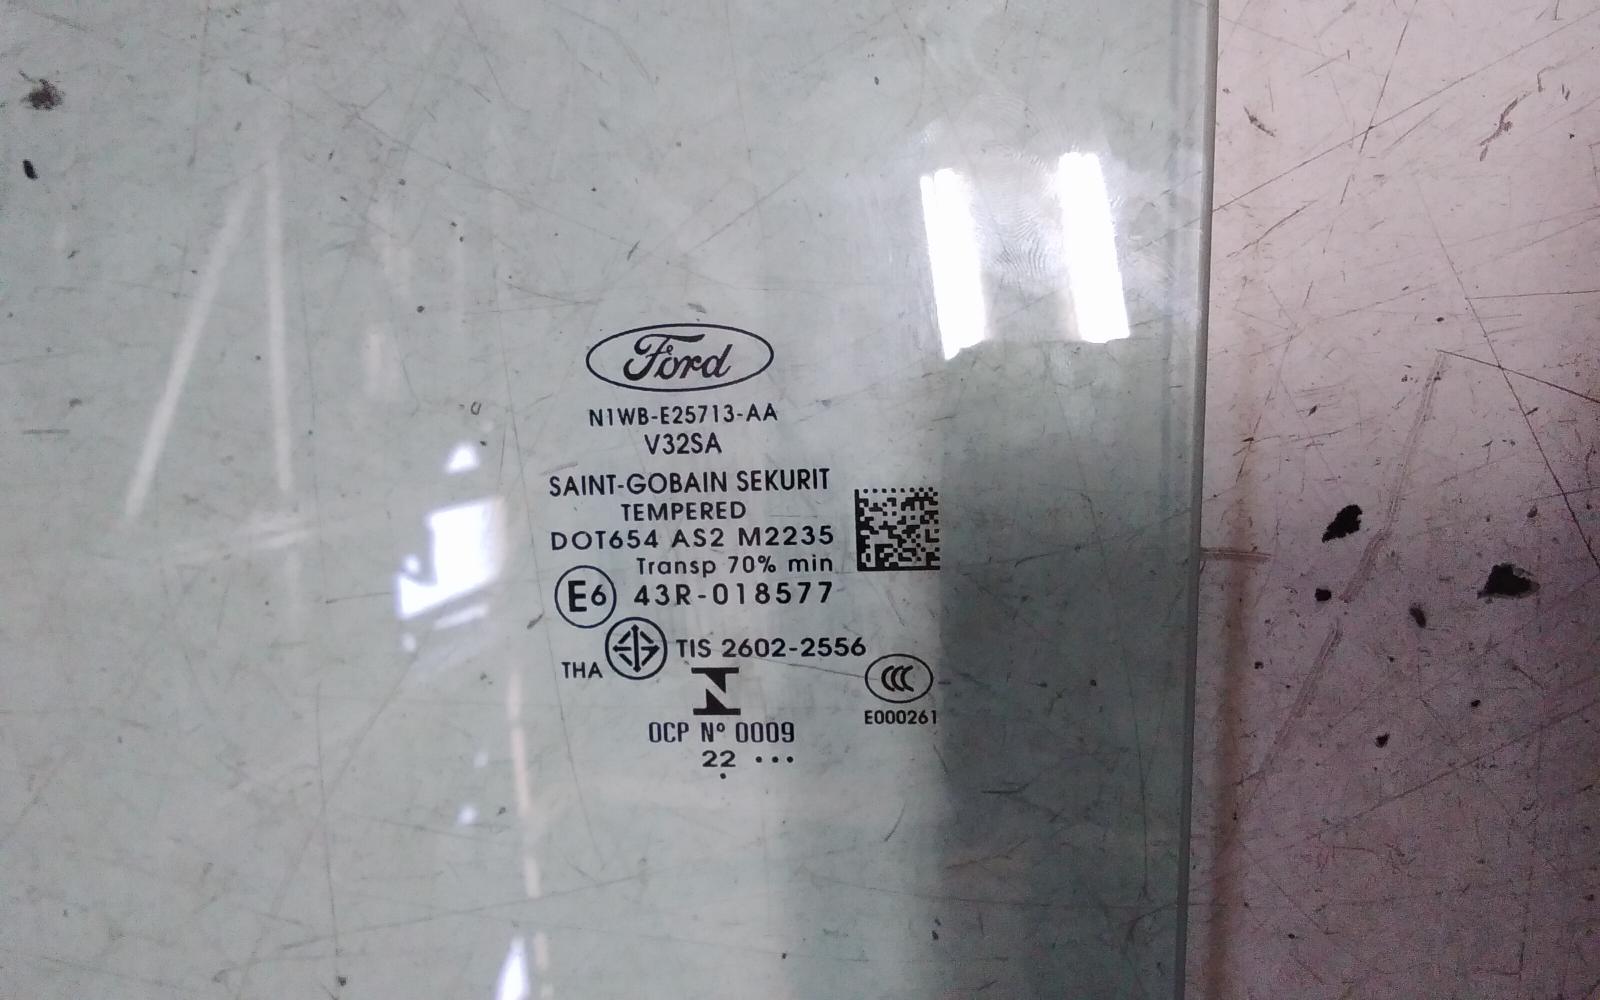 Ford
N1WB-E25713-AA
V32SA
SAINT-GOBAIN SEKURIT
TEMPERED
DOT654 AS2 M2235
Transp 70% min
E6 43R-018577
THA TIS 2602-2556
N
CCC
E000261
OCP Nº 0009
22 ...
.